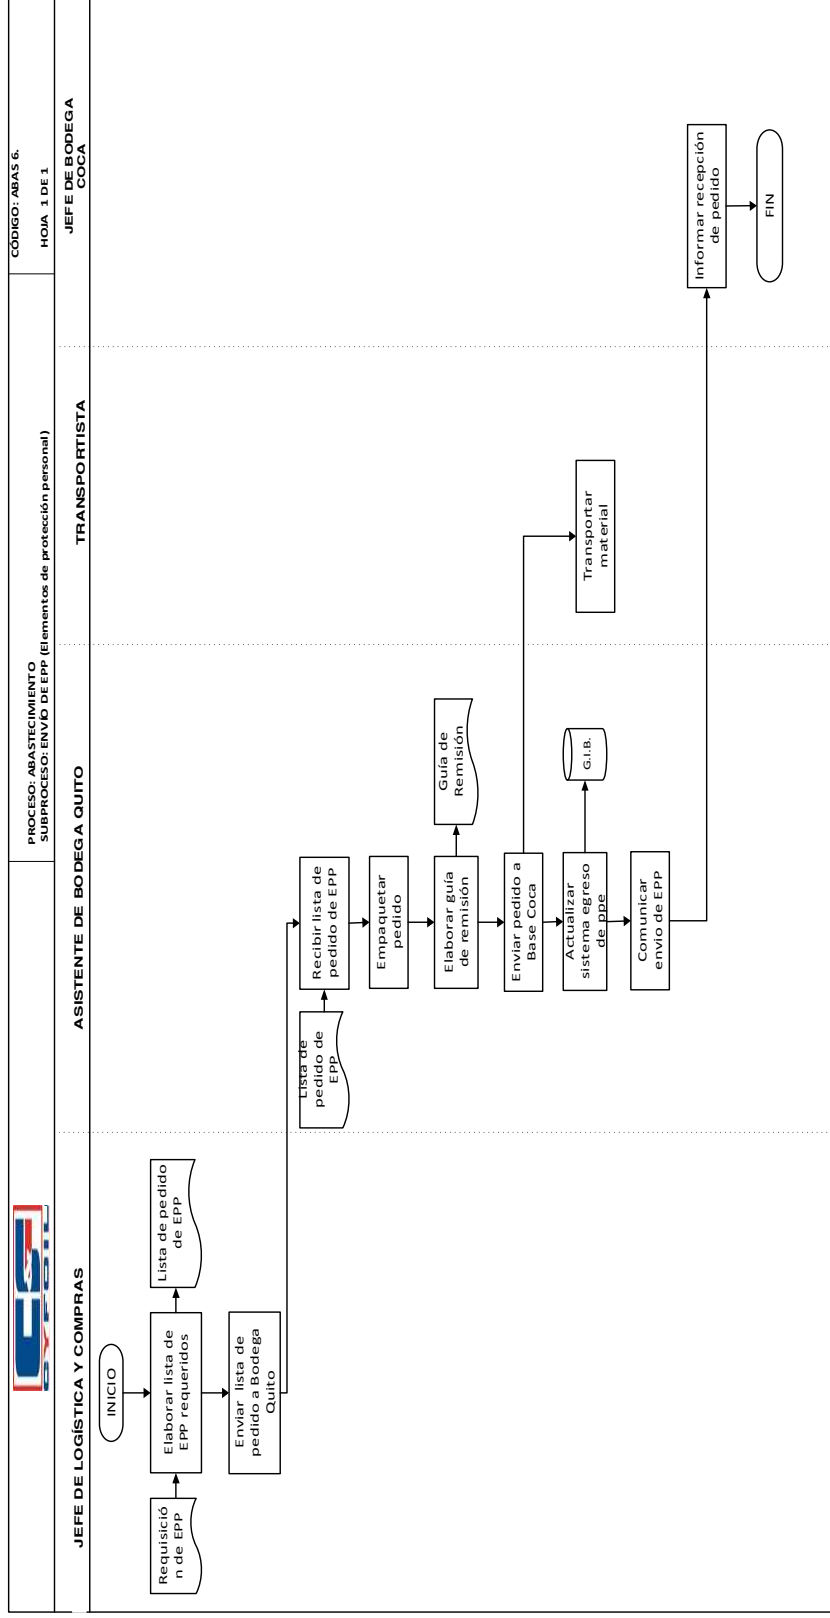 PROCESO: ABASTECIMIENTO
SUBPROCESO: ENVÍO DE EPP (Elementos de protección personal)
CÓDIGO: ABAS 6.
HOJA 1 DE 1
JEFE DE LOGÍSTICA Y COMPRAS
ASISTENTE DE BODEGA QUITO
TRANSPORTISTA
JEFE DE BODEGA
COCA
INICIO
Requisició
n de EPP
Elaborar lista de
EPP requeridos
Lista de pedido
de EPP
Enviar lista de
pedido a Bodega
Quito
Lista de
pedido de
EPP
Recibir lista de
pedido de EPP
Empaquetar
pedido
Elaborar guía
de remisión
Guía de
Remisión
Enviar pedido a
Base Coca
Transportar
material
Actualizar
sistema egreso
de ppe
G.I.B.
Comunicar
envio de EPP
Informar recepción
de pedido
FIN